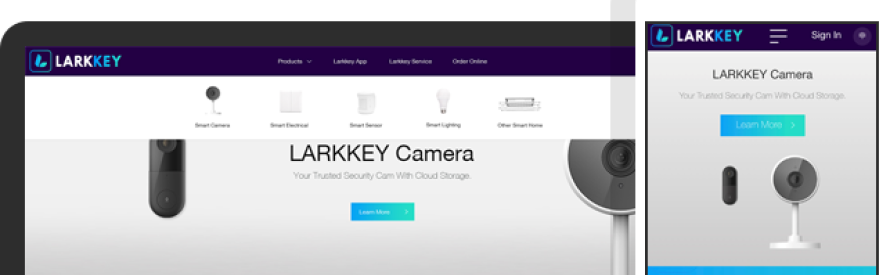 LARKKEY
Products
Larkkey App
Larkkey Service
Order Online
Smart Camera
Smart Electrical
Smart Sensor
Smart Lighting
Other Smart Home
LARKKEY Camera
Your Trusted Security Cam With Cloud Storage.
Learn More >
LARKKEY
Sign In
LARKKEY Camera
Your Trusted Security Cam With Cloud Storage.
Learn More >